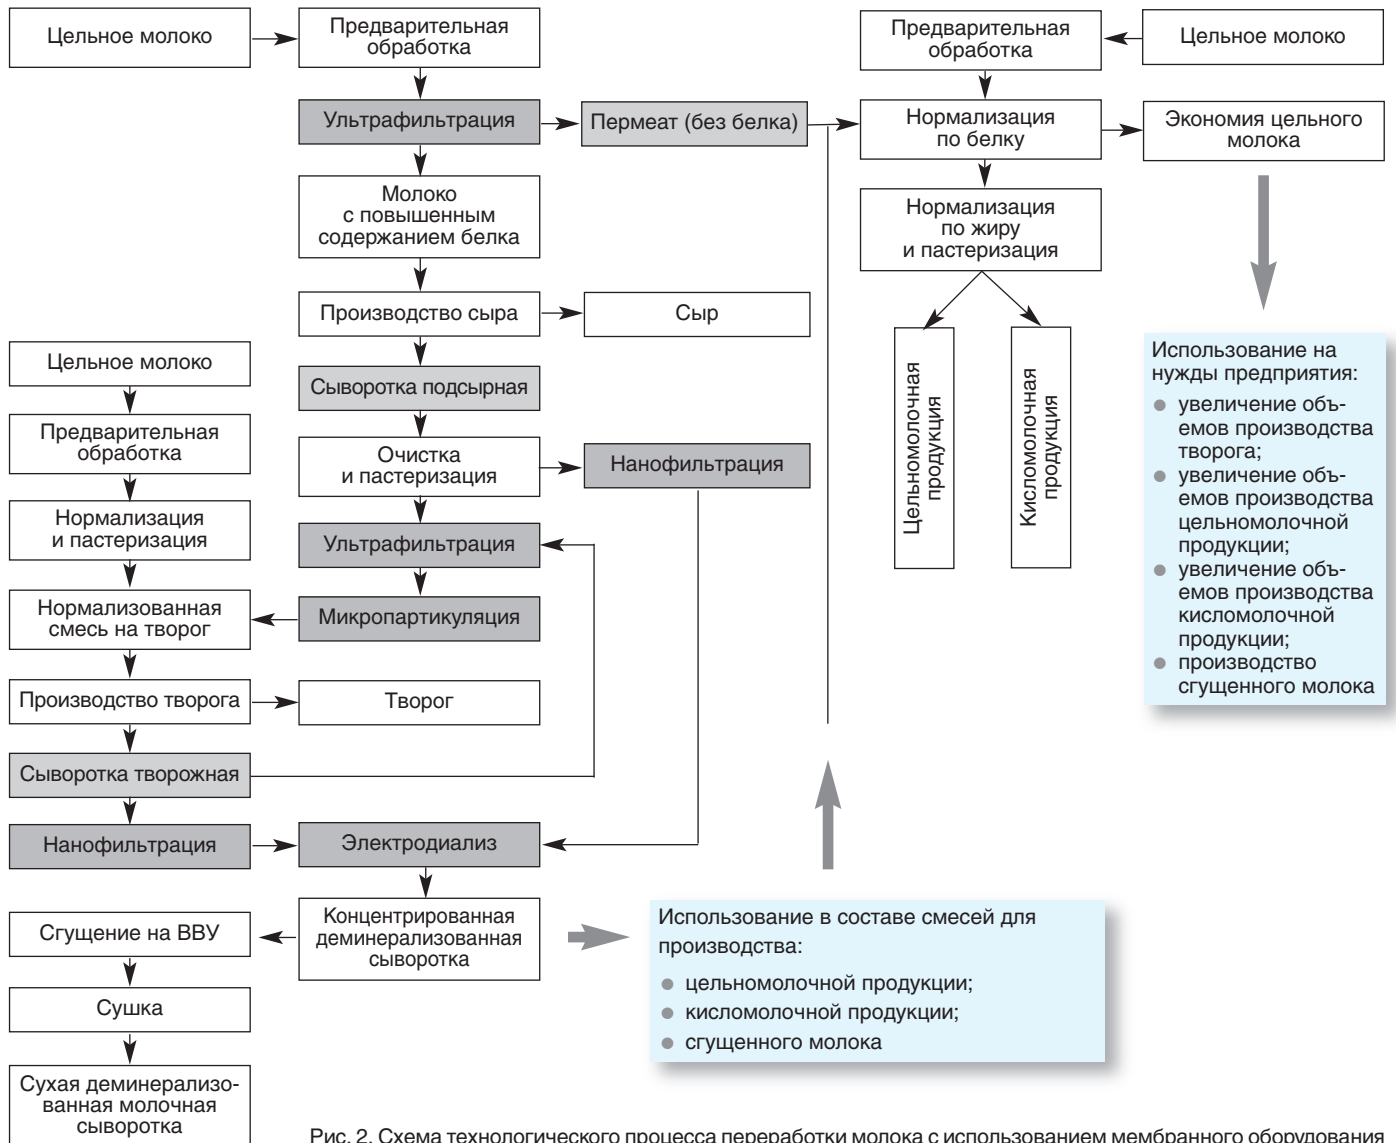 Цельное молоко
Предварительная
обработка
Ультрафильтрация
Пермеат (без белка)
Молоко
с повышенным
содержанием белка
Производство сыра
Сыр
Сыворотка подсырная
Очистка
и пастеризация
Нанофильтрация
Ультрафильтрация
Микропартикуляция
Цельное молоко
Предварительная
обработка
Нормализация
и пастеризация
Нормализованная
смесь на творог
Производство творога
Творог
Сыворотка творожная
Нанофильтрация
Электродиализ
Концентрированная
деминерализованная
сыворотка
Сгущение на ВВУ
Сушка
Сухая деминерализо-
ванная молочная
сыворотка
Предварительная
обработка
Цельное молоко
Нормализация
по белку
Экономия цельного
молока
Нормализация
по жиру
и пастеризация
Цельномолочная
продукция
Кисломолочная
продукция
Использование на
нужды предприятия:
● увеличение объ-
емов производства
творога;
● увеличение объ-
емов производства
цельномолочной
продукции;
● увеличение объ-
емов производства
кисломолочной
продукции;
● производство
сгущенного молока
Использование в составе смесей для
производства:
● цельномолочной продукции;
● кисломолочной продукции;
● сгущенного молока
Рис. 2. Схема технологического процесса переработки молока с использованием мембранного оборудования